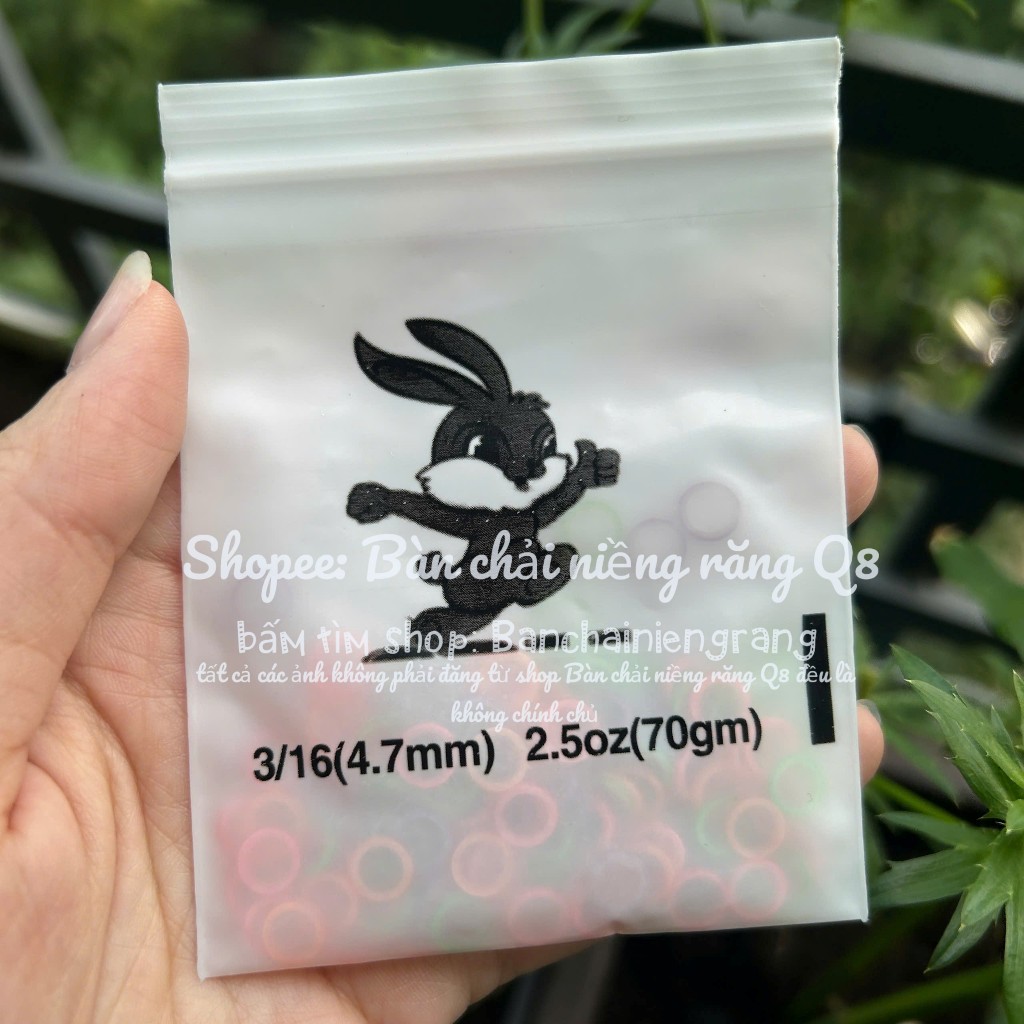 Shopee: Bàn chải niềng răng Q8
bấm tìm shop: Banchainiengrang
tất cả các ảnh không phải đăng từ shop Bàn chải niềng răng Q8 đều là
không chính chủ
3/16(4.7mm) 2.5oz(70gm)